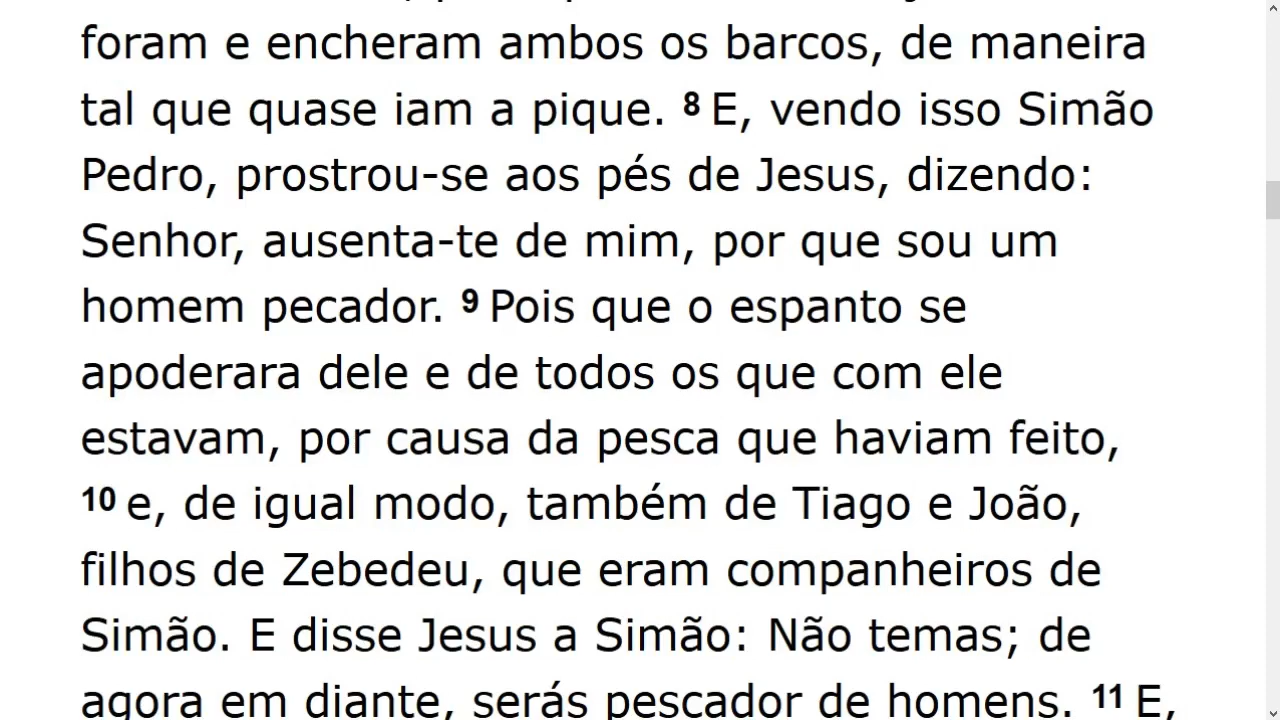 foram e encheram ambos os barcos, de maneira
tal que quase iam a pique. 8 E, vendo isso Simão
Pedro, prostrou-se aos pés de Jesus, dizendo:
Senhor, ausenta-te de mim, por que sou um
homem pecador. 9 Pois que o espanto se
apoderara dele e de todos os que com ele
estavam, por causa da pesca que haviam feito,
10 e, de igual modo, também de Tiago e João,
filhos de Zebedeu, que eram companheiros de
Simão. E disse Jesus a Simão: Não temas; de
agora em diante, serás pescador de homens. 11 E,